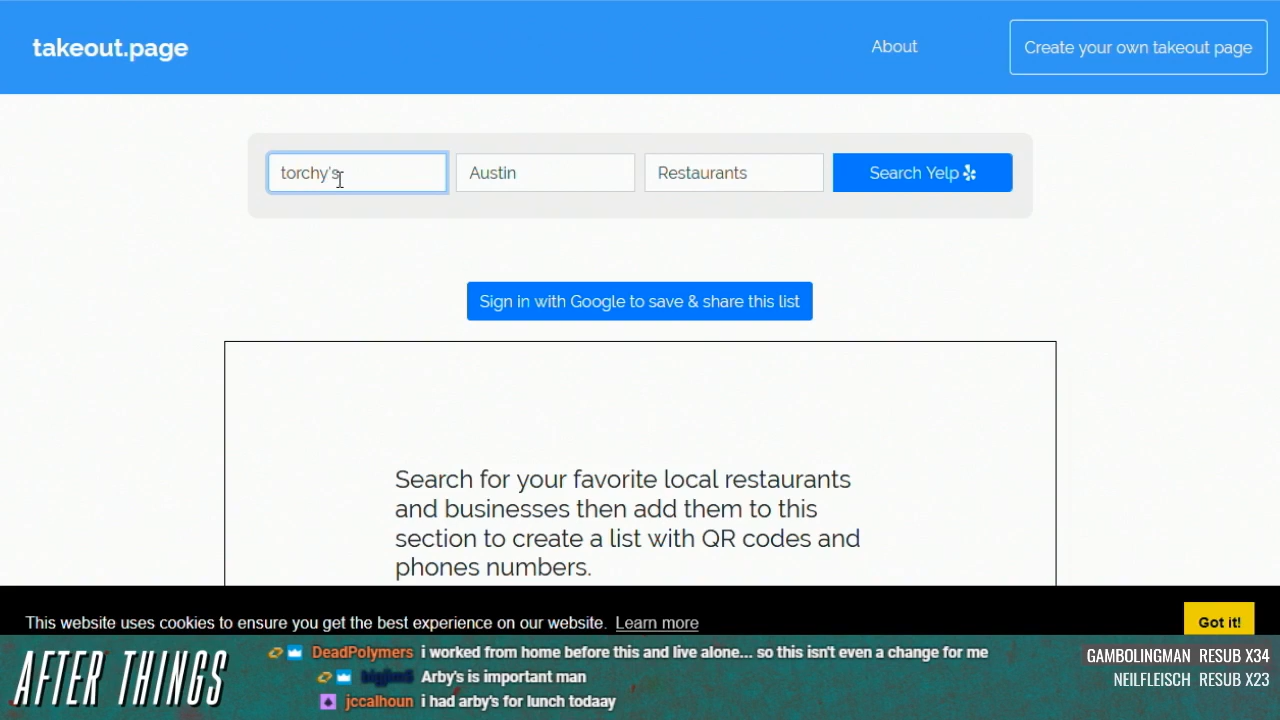 takeout.page
About
Create your own takeout page
torchy's
Austin
Restaurants
Search Yelp
Sign in with Google to save & share this list
Search for your favorite local restaurants
and businesses then add them to this
section to create a list with QR codes and
phones numbers.
This website uses cookies to ensure you get the best experience on our website. Learn more
Got it!
AFTER THINGS
DeadPolymers i worked from home before this and live alone... so this isn't even a change for me
Arby's is important man
jccalhoun i had arby's for lunch todaay
GAMBOLINGMAN RESUB X34
NEILFLEISCH RESUB X23